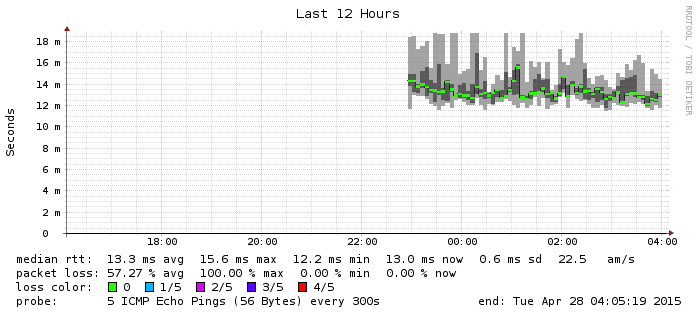 Last 12 Hours
RRDTOOL / TOBI OETIKER
Seconds
18 m
16 m
14 m
12 m
10 m
8 m
6 m
4 m
2 m
0
18:00 20:00 22:00 00:00 02:00 04:00
median rtt: 13.3 ms avg 15.6 ms max 12.2 ms min 13.0 ms now 0.6 ms sd 22.5 am/s
packet loss: 57.27 % avg 100.00 % max 0.00 % min 0.00 % now
loss color: 0 1/5 2/5 3/5 4/5
probe: 5 ICMP Echo Pings (56 Bytes) every 300s end: Tue Apr 28 04:05:19 2015